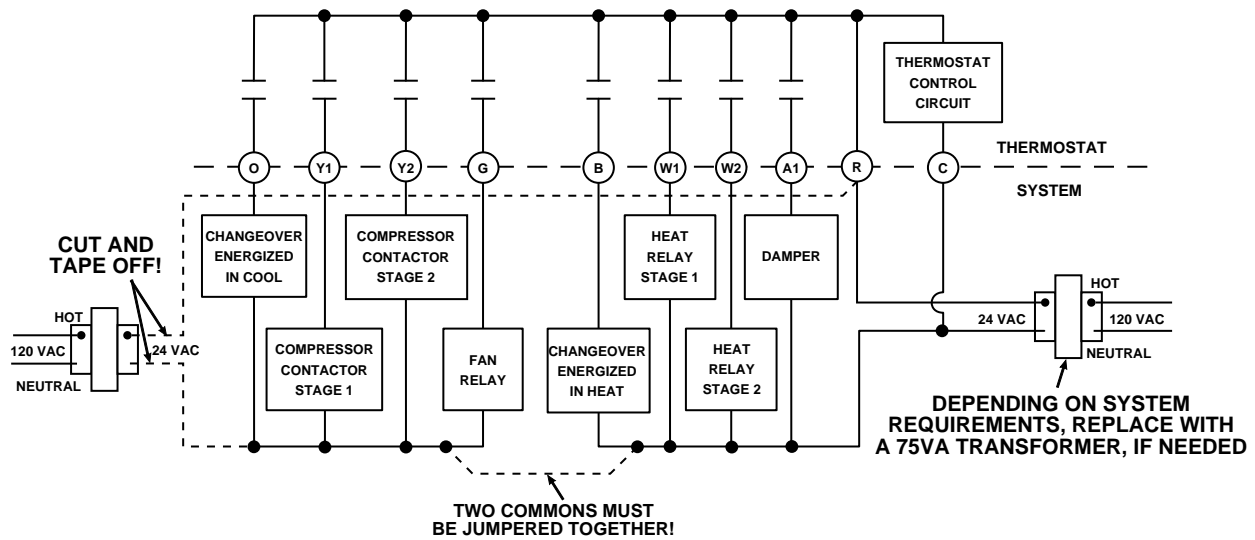 THERMOSTAT
CONTROL
CIRCUIT
THERMOSTAT
O
Y1
Y2
G
B
W1
W2
A1
R
C
SYSTEM
CUT AND
TAPE OFF!
CHANGEOVER
ENERGIZED
IN COOL
COMPRESSOR
CONTACTOR
STAGE 2
HEAT
RELAY
STAGE 1
DAMPER
HOT
120 VAC
24 VAC
NEUTRAL
COMPRESSOR
CONTACTOR
STAGE 1
FAN
RELAY
CHANGEOVER
ENERGIZED
IN HEAT
HEAT
RELAY
STAGE 2
HOT
24 VAC
120 VAC
NEUTRAL
DEPENDING ON SYSTEM
REQUIREMENTS, REPLACE WITH
A 75VA TRANSFORMER, IF NEEDED
TWO COMMONS MUST
BE JUMPERED TOGETHER!